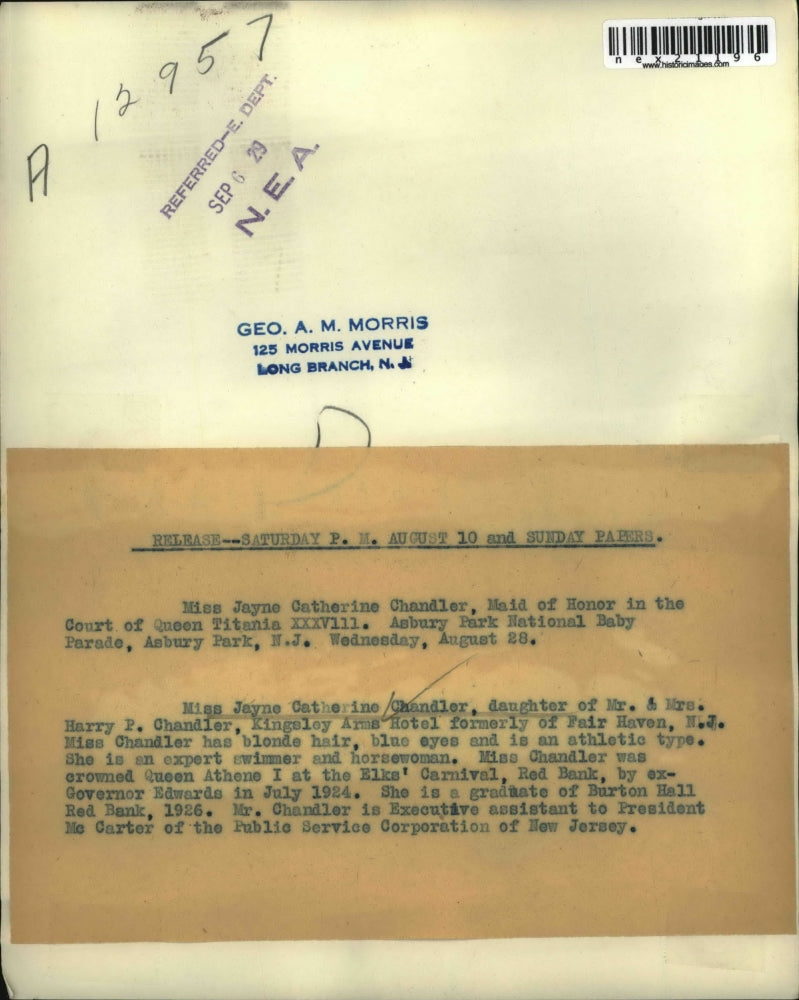 nex21196
www.historicimages.com
A 12957
REFERRED-E. DEPT.
SEP 6 29
N. E. A.
GEO. A. M. MORRIS
125 MORRIS AVENUE
LONG BRANCH, N. J.
RELEASE--SATURDAY P. M. AUGUST 10 and SUNDAY PAPERS.
Miss Jayne Catherine Chandler, Maid of Honor in the
Court of Queen Titania XXXV111. Asbury Park National Baby
Parade, Asbury Park, N.J. Wednesday, August 28.
Miss Jayne Catherine Chandler, daughter of Mr. & Mrs.
Harry P. Chandler, Kingsley Arms Hotel formerly of Fair Haven, N.J.
Miss Chandler has blonde hair, blue eyes and is an athletic type.
She is an expert swimmer and horsewoman. Miss Chandler was
crowned Queen Athene I at the Elks' Carnival, Red Bank, by ex-
Governor Edwards in July 1924. She is a graduate of Burton Hall
Red Bank, 1926. Mr. Chandler is Executive assistant to President
Mc Carter of the Public Service Corporation of New Jersey.